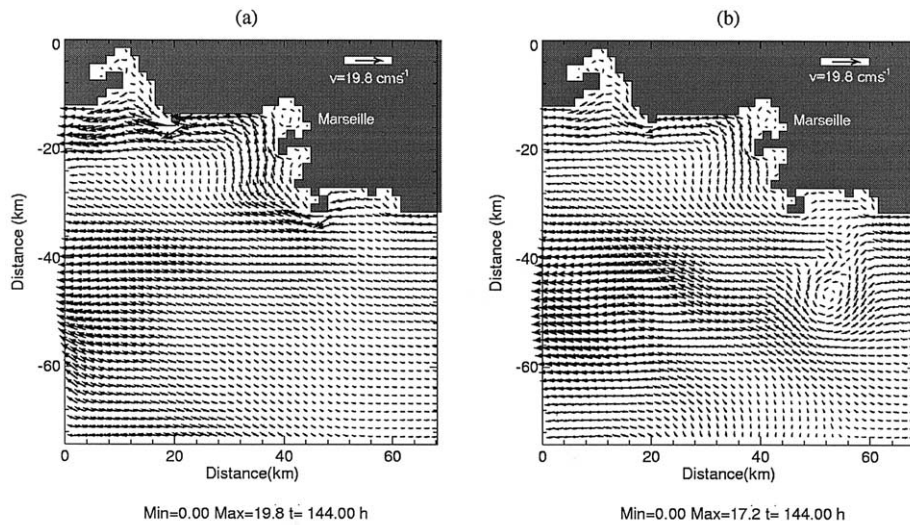 (a)
(b)
0
v=19.8 cms⁻¹
Marseille
-20
Distance (km)
-40
-60
0 20 40 60
Distance(km)
Min=0.00 Max=19.8 t= 144.00 h
0
v=19.8 cms⁻¹
Marseille
-20
Distance (km)
-40
-60
0 20 40 60
Distance(km)
Min=0.00 Max=17.2 t= 144.00 h